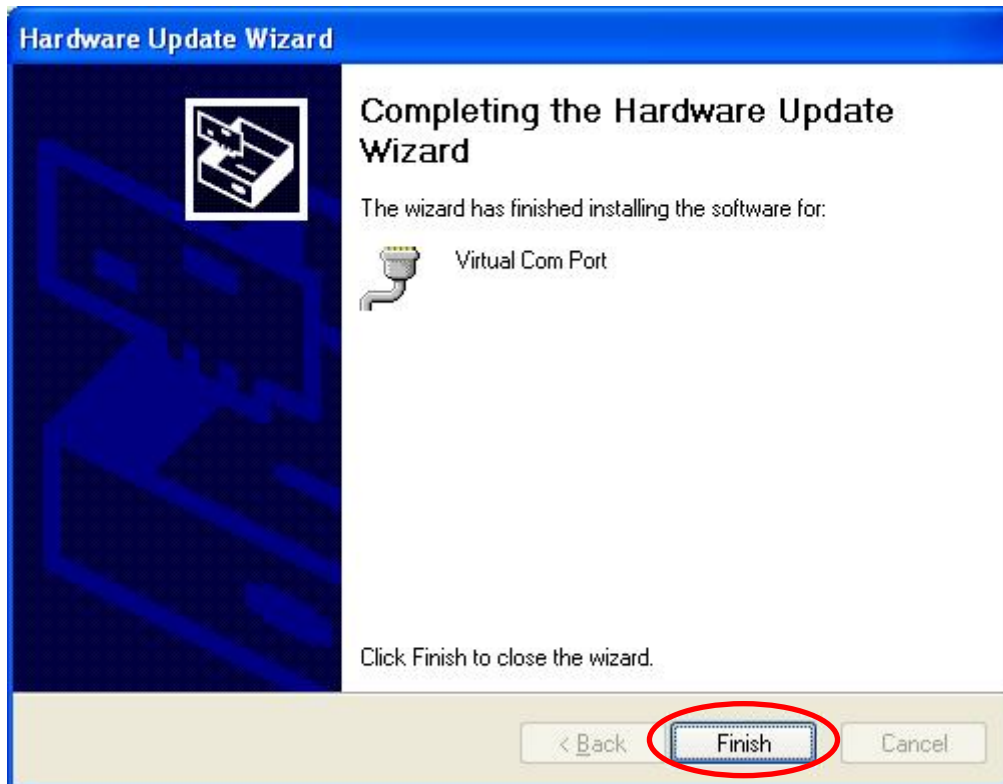 Hardware Update Wizard
Completing the Hardware Update
Wizard
The wizard has finished installing the software for:
Virtual Com Port
Click Finish to close the wizard.
< Back
Finish
Cancel